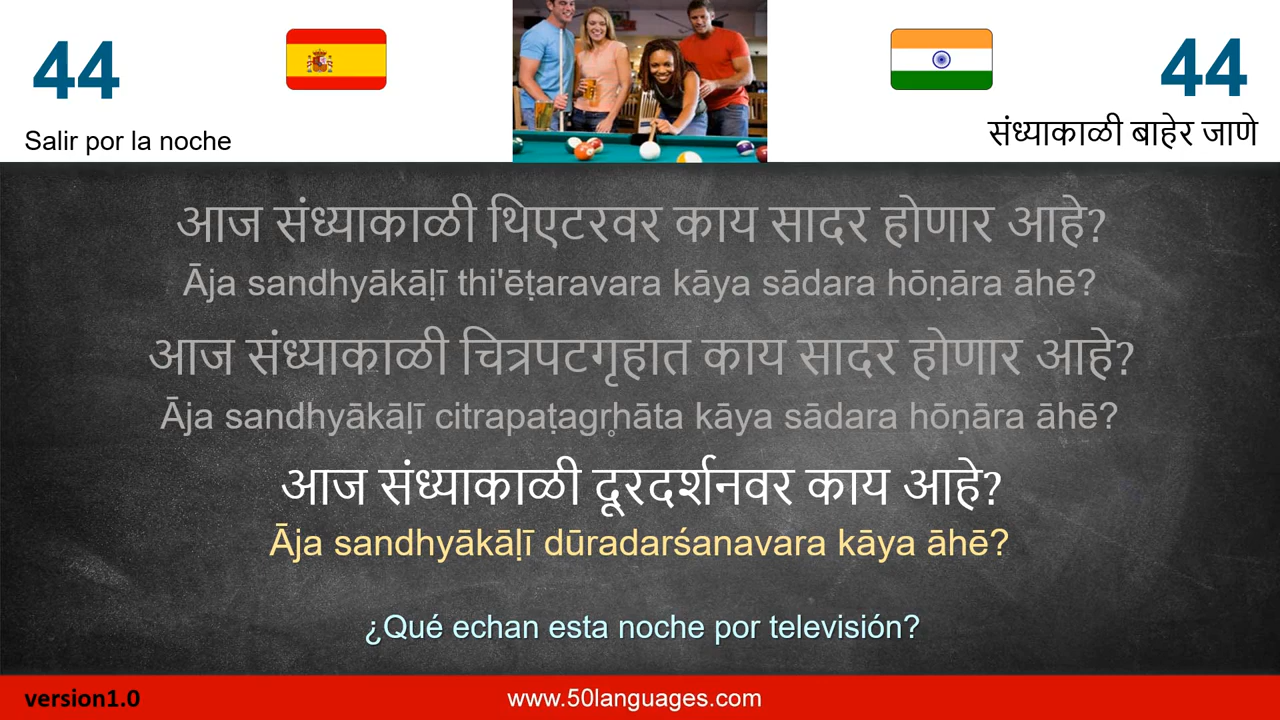 44
44
Salir por la noche
संध्याकाळी बाहेर जाणे
आज संध्याकाळी थिएटरवर काय सादर होणार आहे?
Āja sandhyākāḷī thi'ēṭaravara kāya sādara hōṇāra āhē?
आज संध्याकाळी चित्रपटगृहात काय सादर होणार आहे?
Āja sandhyākāḷī citrapaṭagr̥hāta kāya sādara hōṇāra āhē?
आज संध्याकाळी दूरदर्शनवर काय आहे?
Āja sandhyākāḷī dūradarśanavara kāya āhē?
¿Qué echan esta noche por televisión?
version1.0
www.50languages.com